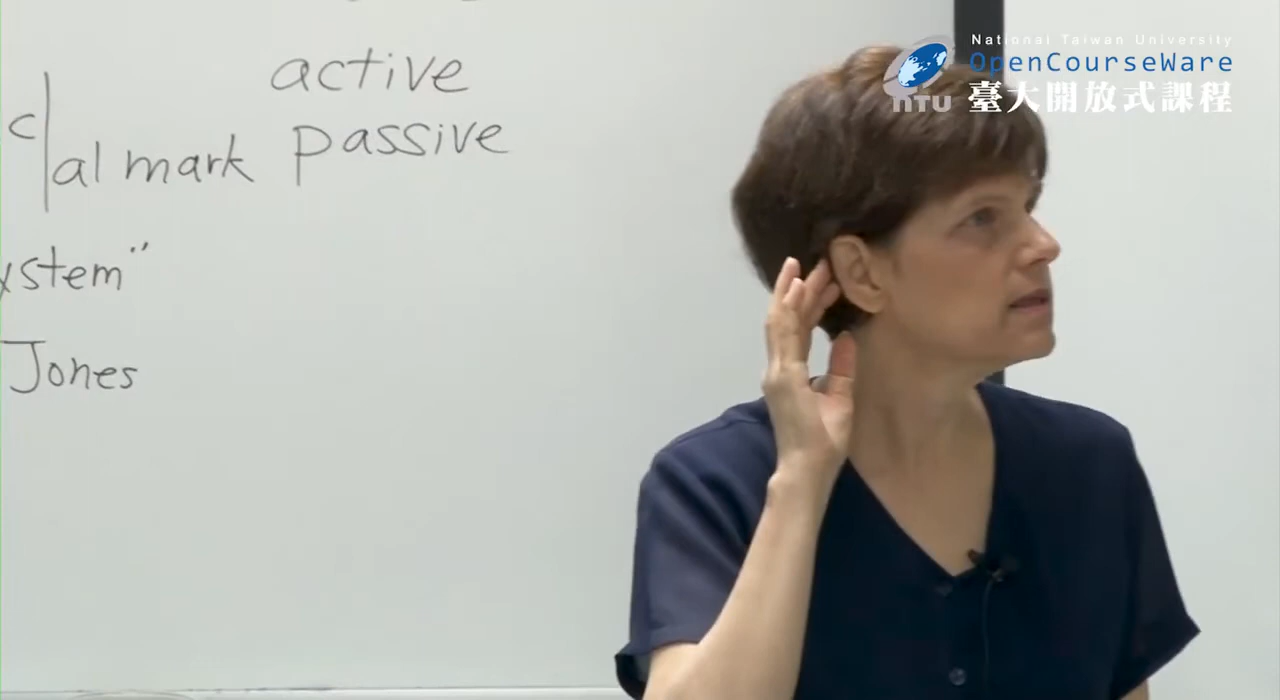 active
c
al mark passive
ystem"
Jones
National Taiwan University
OpenCourseWare
臺大開放式課程
NTU